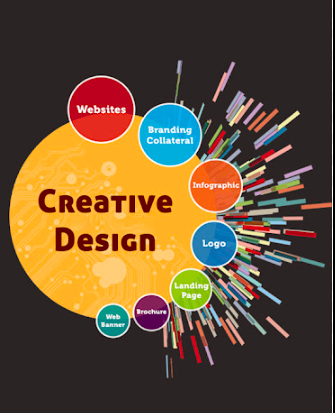 Websites
Branding
Collateral
Infographic
Creative
Design
Logo
Landing
Page
Brochure
Web
Banner